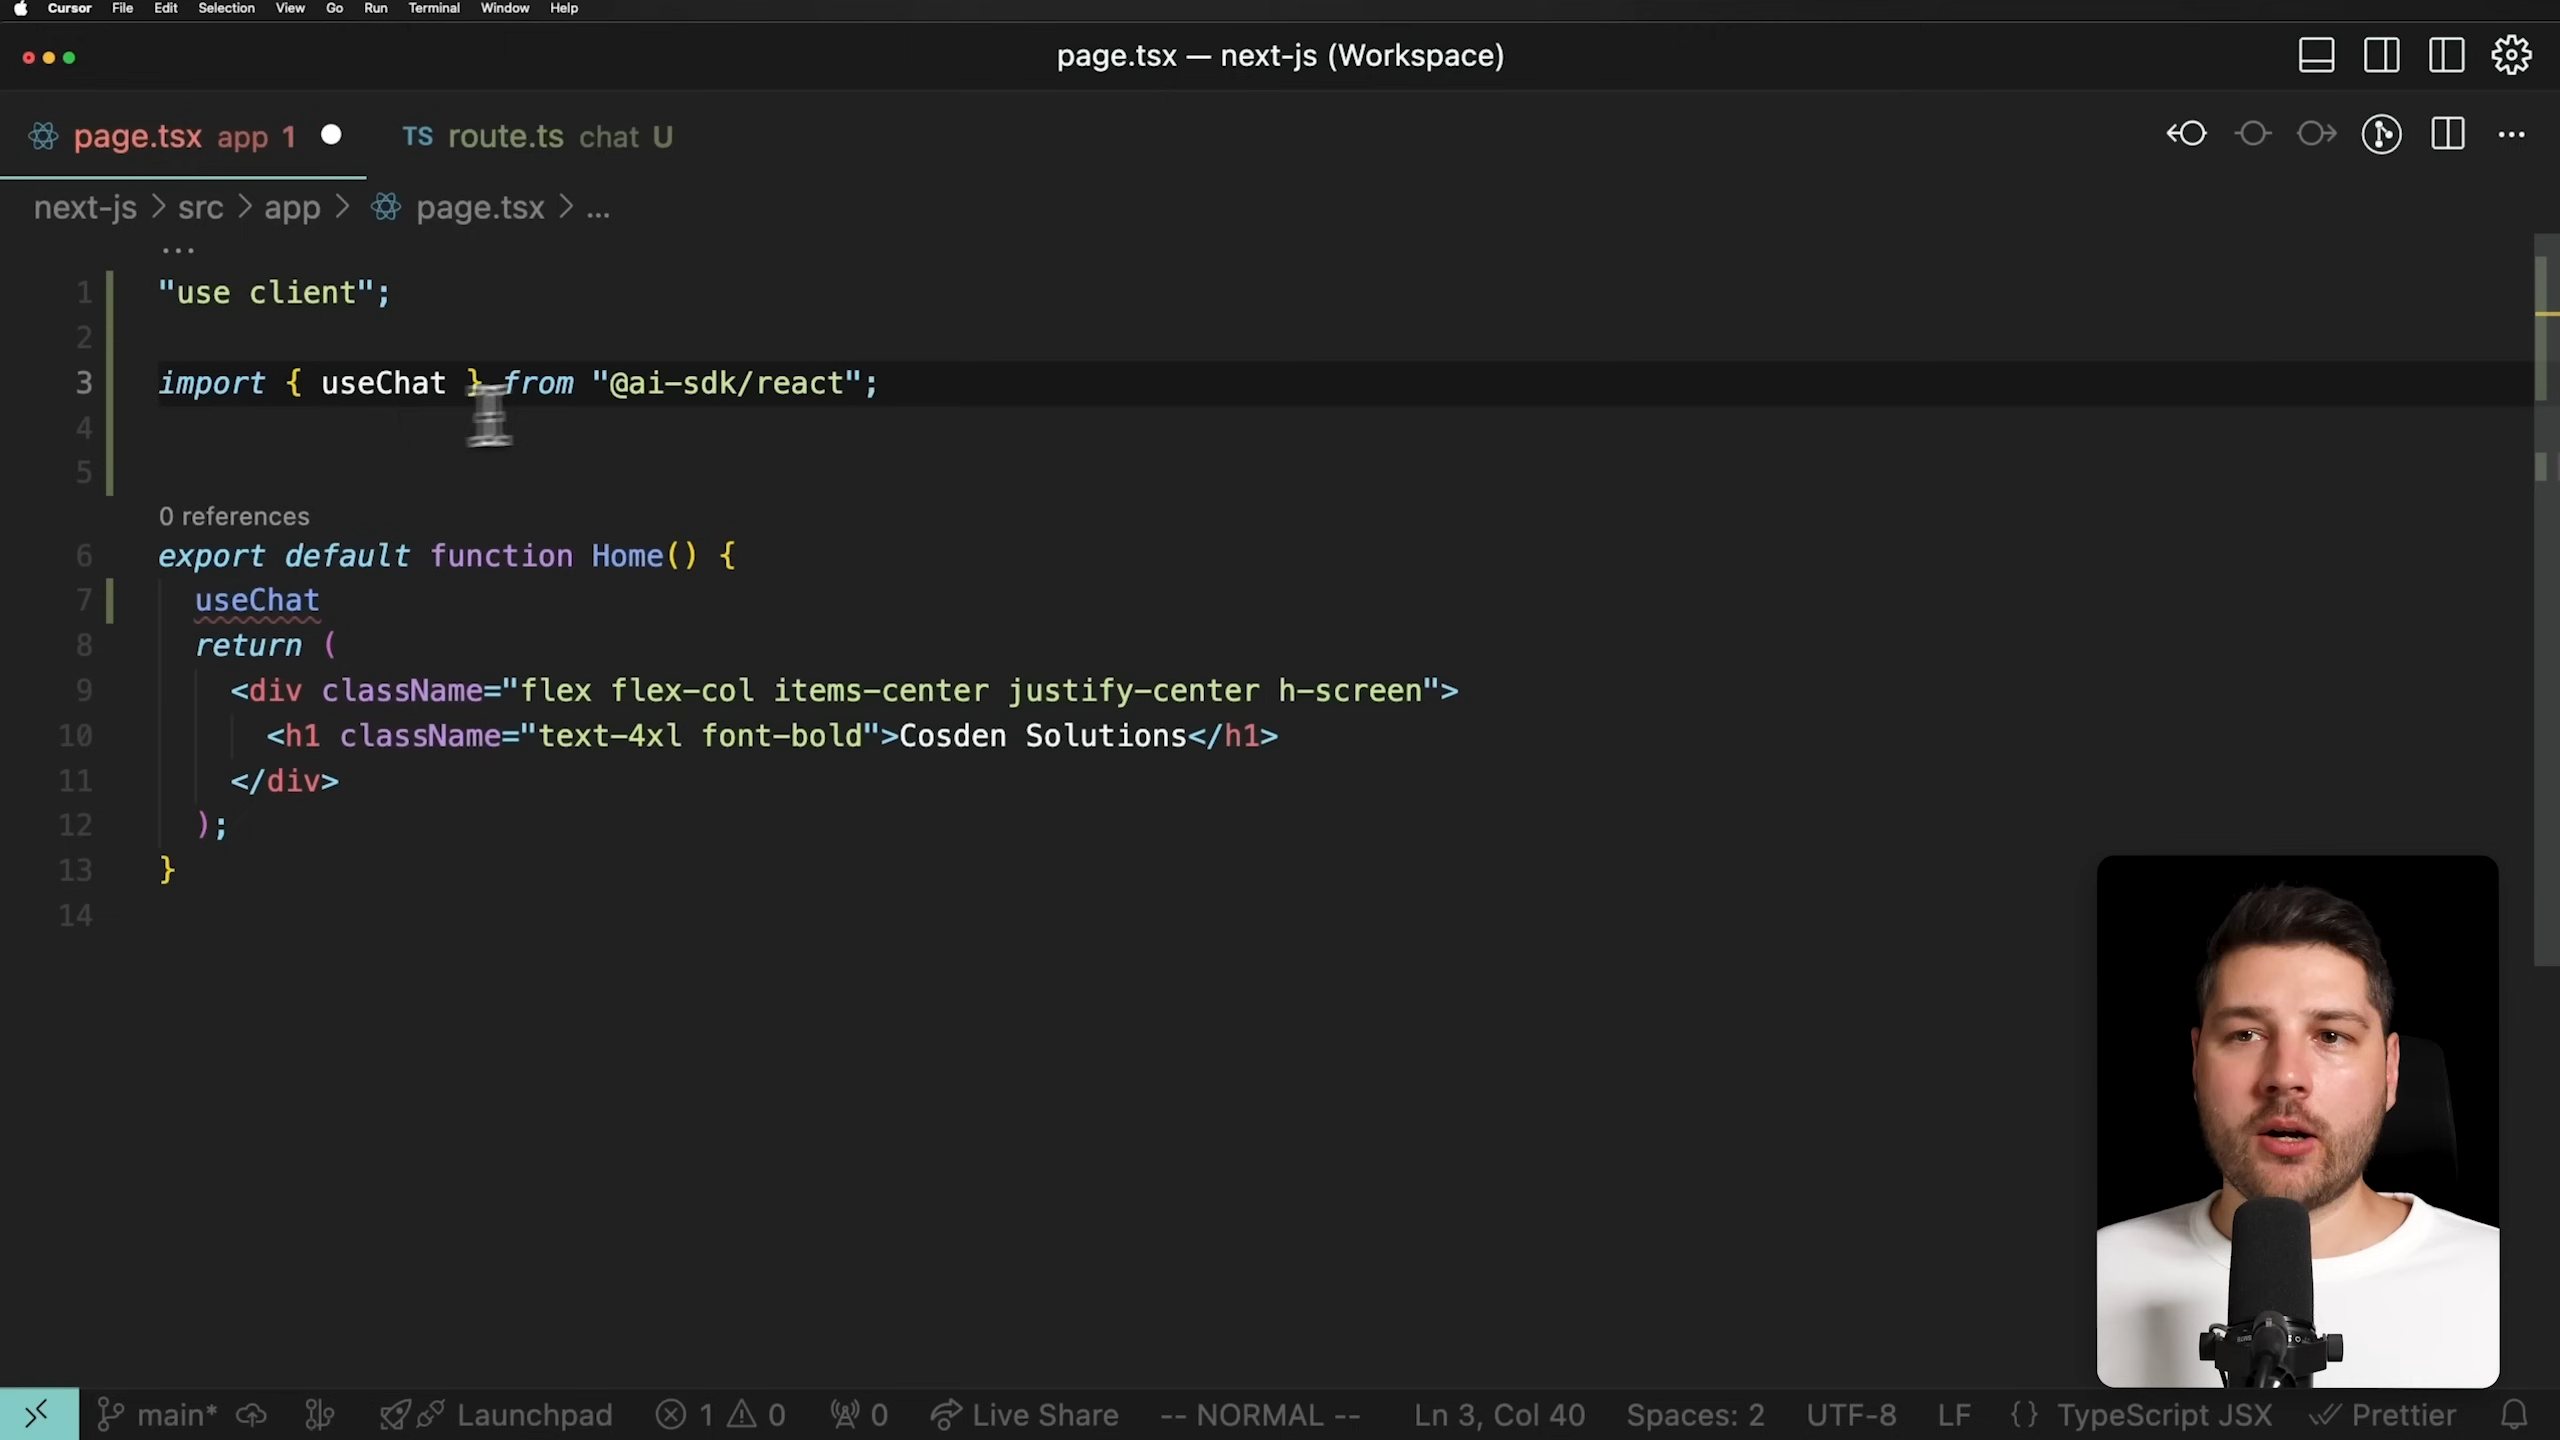 Cursor File Edit Selection View Go Run Terminal Window Help
page.tsx — next-js (Workspace)
page.tsx app 1 TS route.ts chat U
next-js > src > app > page.tsx > ...
...
1 "use client";
2
3 import { useChat } from "@ai-sdk/react";
4
5
0 references
6 export default function Home() {
7 useChat
8 return (
9 <div className="flex flex-col items-center justify-center h-screen">
10 <h1 className="text-4xl font-bold">Cosden Solutions</h1>
11 </div>
12 );
13 }
14
main* Launchpad 1 0 0 Live Share -- NORMAL -- Ln 3, Col 40 Spaces: 2 UTF-8 LF {} TypeScript JSX Prettier